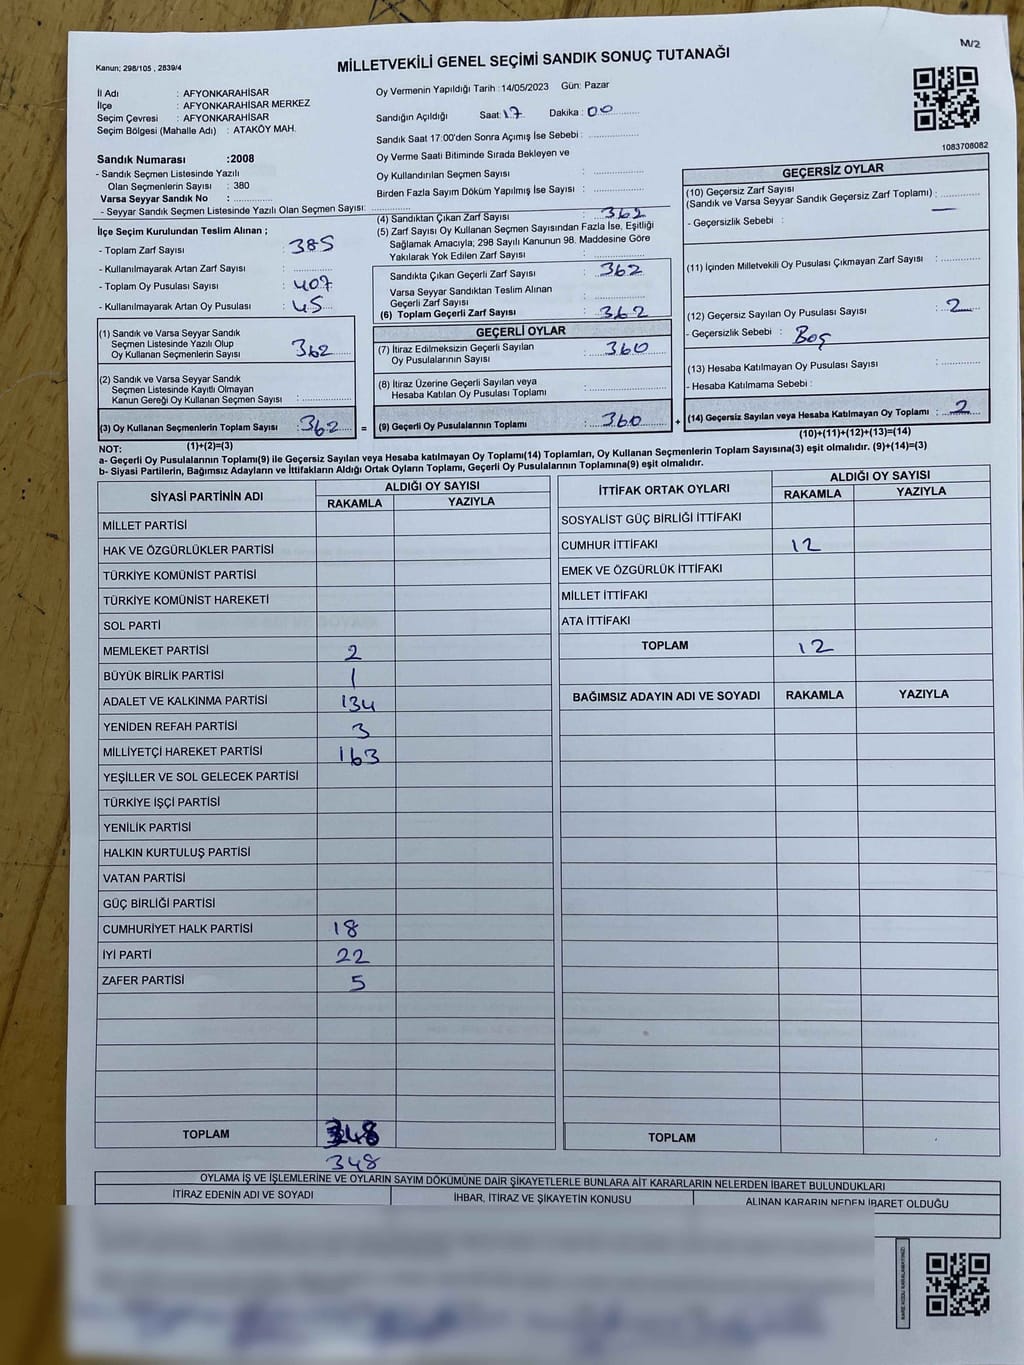 M/2
Kanun; 298/105 , 2839/4
MİLLETVEKİLİ GENEL SEÇİMİ SANDIK SONUÇ TUTANAĞI
İl Adı : AFYONKARAHİSAR
İlçe : AFYONKARAHİSAR MERKEZ
Seçim Çevresi : AFYONKARAHİSAR
Seçim Bölgesi (Mahalle Adı) : ATAKÖY MAH.
Sandık Numarası :2008
- Sandık Seçmen Listesinde Yazılı
Olan Seçmenlerin Sayısı : 380
Varsa Seyyar Sandık No : ..............
- Seyyar Sandık Seçmen Listesinde Yazılı Olan Seçmen Sayısı: ..............
Oy Vermenin Yapıldığı Tarih : 14/05/2023 Gün: Pazar
Sandığın Açıldığı Saat: 17 Dakika : 00
Sandık Saat 17:00'den Sonra Açımış İse Sebebi : ..............
Oy Verme Saati Bitiminde Sırada Bekleyen ve
Oy Kullandırılan Seçmen Sayısı : ..............
Birden Fazla Sayım Döküm Yapılmış İse Sayısı : ..............
1083708082
İlçe Seçim Kurulundan Teslim Alınan ;
- Toplam Zarf Sayısı : 385
- Kullanılmayarak Artan Zarf Sayısı : ..............
- Toplam Oy Pusulası Sayısı : 407
- Kullanılmayarak Artan Oy Pusulası : 45
(1) Sandık ve Varsa Seyyar Sandık
Seçmen Listesinde Yazılı Olup
Oy Kullanan Seçmenlerin Sayısı : 362
(2) Sandık ve Varsa Seyyar Sandık
Seçmen Listesinde Kayıtlı Olmayan
Kanun Gereği Oy Kullanan Seçmen Sayısı : ..............
(3) Oy Kullanan Seçmenlerin Toplam Sayısı : 362 =
(1)+(2)=(3)
(4) Sandıktan Çıkan Zarf Sayısı : 362
(5) Zarf Sayısı Oy Kullanan Seçmen Sayısından Fazla İse, Eşitliği
Sağlamak Amacıyla; 298 Sayılı Kanunun 98. Maddesine Göre
Yakılarak Yok Edilen Zarf Sayısı : ..............
Sandıkta Çıkan Geçerli Zarf Sayısı : 362
Varsa Seyyar Sandıktan Teslim Alınan
Geçerli Zarf Sayısı : ..............
(6) Toplam Geçerli Zarf Sayısı : 362
GEÇERLİ OYLAR
(7) İtiraz Edilmeksizin Geçerli Sayılan
Oy Pusulalarının Sayısı : 360
(8) İtiraz Üzerine Geçerli Sayılan veya
Hesaba Katılan Oy Pusulası Toplamı : ..............
(9) Geçerli Oy Pusulalarının Toplamı : 360 +
GEÇERSİZ OYLAR
(10) Geçersiz Zarf Sayısı
(Sandık ve Varsa Seyyar Sandık Geçersiz Zarf Toplamı) : —
- Geçersizlik Sebebi :
(11) İçinden Milletvekili Oy Pusulası Çıkmayan Zarf Sayısı : ..............
(12) Geçersiz Sayılan Oy Pusulası Sayısı : 2
- Geçersizlik Sebebi : Boş
(13) Hesaba Katılmayan Oy Pusulası Sayısı : ..............
- Hesaba Katılmama Sebebi :
(14) Geçersiz Sayılan veya Hesaba Katılmayan Oy Toplamı : 2
(10)+(11)+(12)+(13)=(14)
NOT:
a- Geçerli Oy Pusulalarının Toplamı(9) ile Geçersiz Sayılan veya Hesaba katılmayan Oy Toplamı(14) Toplamları, Oy Kullanan Seçmenlerin Toplam Sayısına(3) eşit olmalıdır. (9)+(14)=(3)
b- Siyasi Partilerin, Bağımsız Adayların ve İttifakların Aldığı Ortak Oyların Toplamı, Geçerli Oy Pusulalarının Toplamına(9) eşit olmalıdır.
SİYASİ PARTİNİN ADI ALDIĞI OY SAYISI
RAKAMLA YAZIYLA
MİLLET PARTİSİ
HAK VE ÖZGÜRLÜKLER PARTİSİ
TÜRKİYE KOMÜNİST PARTİSİ
TÜRKİYE KOMÜNİST HAREKETİ
SOL PARTİ
MEMLEKET PARTİSİ 2
BÜYÜK BİRLİK PARTİSİ 1
ADALET VE KALKINMA PARTİSİ 134
YENİDEN REFAH PARTİSİ 3
MİLLİYETÇİ HAREKET PARTİSİ 163
YEŞİLLER VE SOL GELECEK PARTİSİ
TÜRKİYE İŞÇİ PARTİSİ
YENİLİK PARTİSİ
HALKIN KURTULUŞ PARTİSİ
VATAN PARTİSİ
GÜÇ BİRLİĞİ PARTİSİ
CUMHURİYET HALK PARTİSİ 18
İYİ PARTİ 22
ZAFER PARTİSİ 5
TOPLAM 348
348
İTTİFAK ORTAK OYLARI ALDIĞI OY SAYISI
RAKAMLA YAZIYLA
SOSYALİST GÜÇ BİRLİĞİ İTTİFAKI
CUMHUR İTTİFAKI 12
EMEK VE ÖZGÜRLÜK İTTİFAKI
MİLLET İTTİFAKI
ATA İTTİFAKI
TOPLAM 12
BAĞIMSIZ ADAYIN ADI VE SOYADI RAKAMLA YAZIYLA
TOPLAM
OYLAMA İŞ VE İŞLEMLERİNE VE OYLARIN SAYIM DÖKÜMÜNE DAİR ŞİKAYETLERLE BUNLARA AİT KARARLARIN NELERDEN İBARET BULUNDUKLARI
İTİRAZ EDENİN ADI VE SOYADI İHBAR, İTİRAZ VE ŞİKAYETİN KONUSU ALINAN KARARIN NEDEN İBARET OLDUĞU